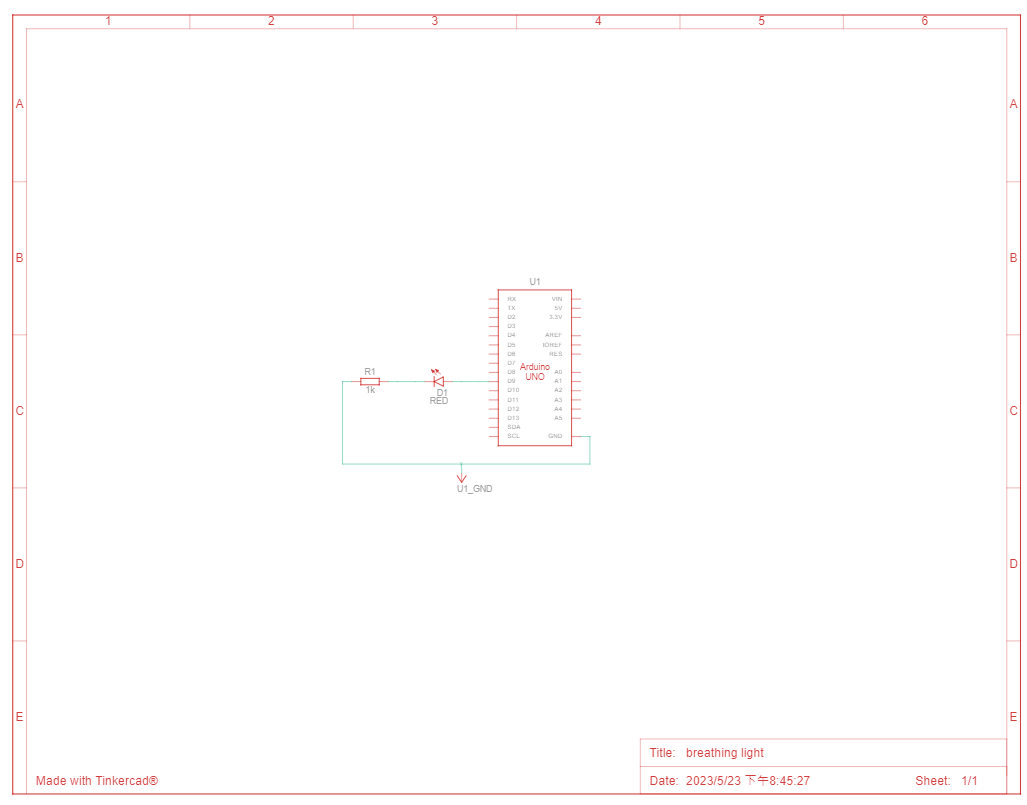 1 2 3 4 5 6
A A
B B
C C
D D
E E
U1
RX VIN
TX 5V
D2 3.3V
D3
D4 AREF
D5 IOREF
D6 RES
D7
Arduino
UNO
D8 A0
D9 A1
D10 A2
D11 A3
D12 A4
D13 A5
SDA
SCL GND
R1
1k
D1
RED
U1_GND
Title: breathing light
Date: 2023/5/23 下午8:45:27 Sheet: 1/1
Made with Tinkercad®